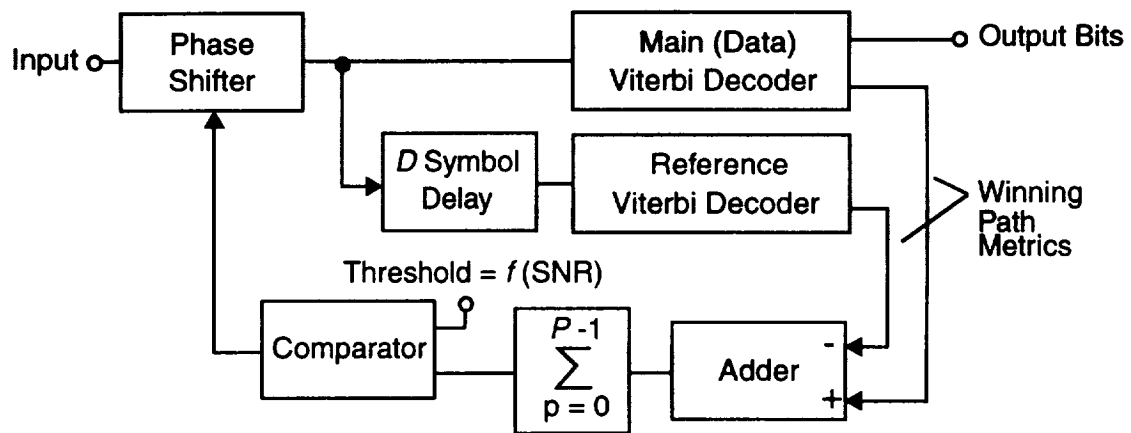 Input
Phase
Shifter
Main (Data)
Viterbi Decoder
Output Bits
D Symbol
Delay
Reference
Viterbi Decoder
Winning
Path
Metrics
Threshold = f (SNR)
Comparator
P -1
∑
p = 0
Adder
-
+